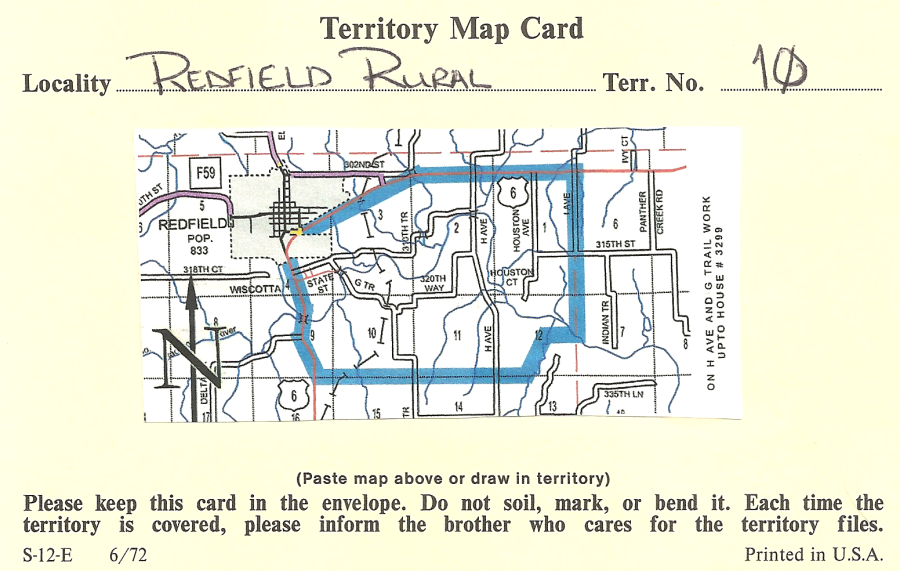 Territory Map Card
Locality REDFIELD RURAL Terr. No. 10
302ND ST
IVY CT
F59
6
5
REDFIELD
POP.
833
3
310TH TR
2
H AVE
HOUSTON AVE
1
I AVE
6
PANTHER
CREEK RD
315TH ST
318TH CT
WISCOTTA
4
STATE ST
G TR
320TH
WAY
HOUSTON
CT
INDIAN TR
7
8
River
9
10
11
H AVE
12
8
N
DELTA
6
17
16
15
TR
14
13
335TH LN
ON H AVE AND G TRAIL WORK
UPTO HOUSE # 3299
(Paste map above or draw in territory)
Please keep this card in the envelope. Do not soil, mark, or bend it. Each time the
territory is covered, please inform the brother who cares for the territory files.
S-12-E 6/72 Printed in U.S.A.